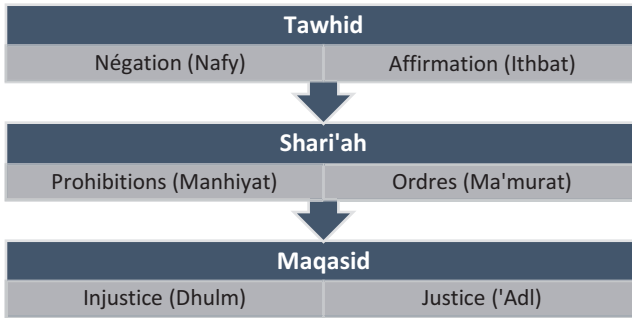 Tawhid
Négation (Nafy) Affirmation (Ithbat)
Shari'ah
Prohibitions (Manhiyat) Ordres (Ma'murat)
Maqasid
Injustice (Dhulm) Justice ('Adl)